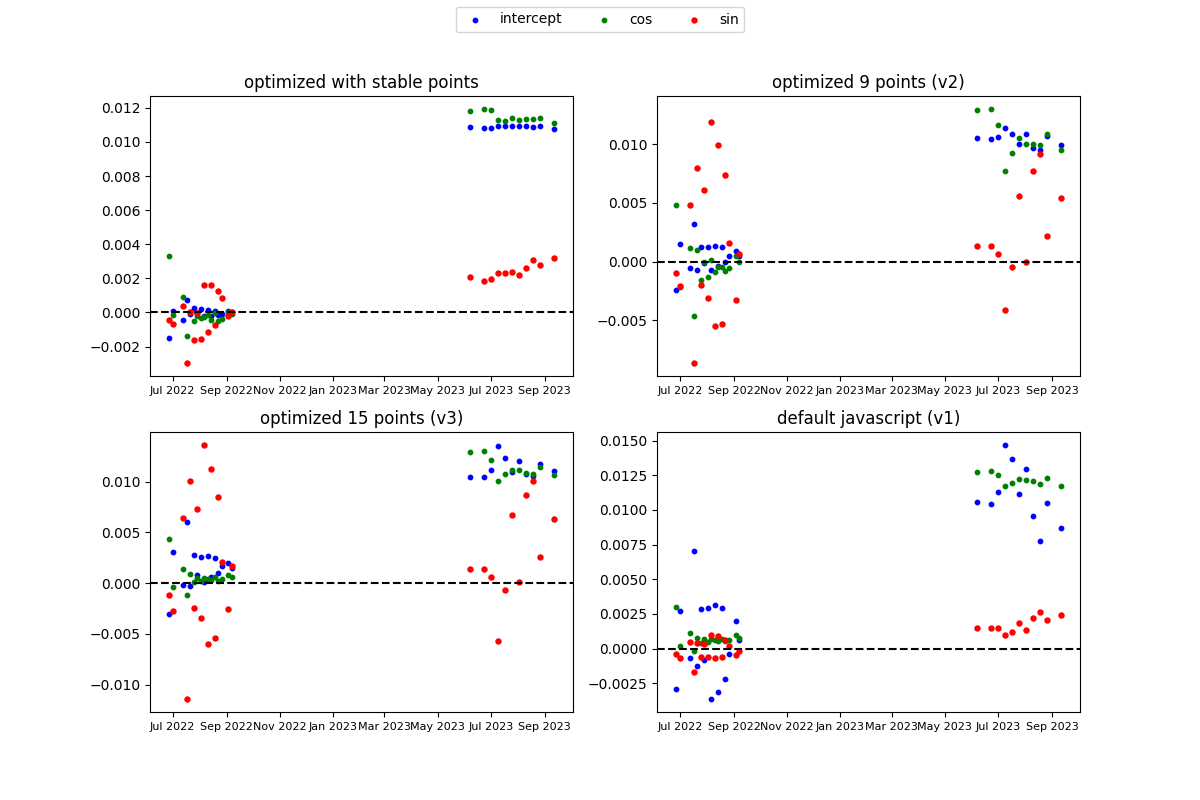 intercept cos sin
optimized with stable points
0.012
0.010
0.008
0.006
0.004
0.002
0.000
−0.002
Jul 2022 Sep 2022 Nov 2022 Jan 2023 Mar 2023 May 2023 Jul 2023 Sep 2023
optimized 9 points (v2)
0.010
0.005
0.000
−0.005
Jul 2022 Sep 2022 Nov 2022 Jan 2023 Mar 2023 May 2023 Jul 2023 Sep 2023
optimized 15 points (v3)
0.010
0.005
0.000
−0.005
−0.010
Jul 2022 Sep 2022 Nov 2022 Jan 2023 Mar 2023 May 2023 Jul 2023 Sep 2023
default javascript (v1)
0.0150
0.0125
0.0100
0.0075
0.0050
0.0025
0.0000
−0.0025
Jul 2022 Sep 2022 Nov 2022 Jan 2023 Mar 2023 May 2023 Jul 2023 Sep 2023